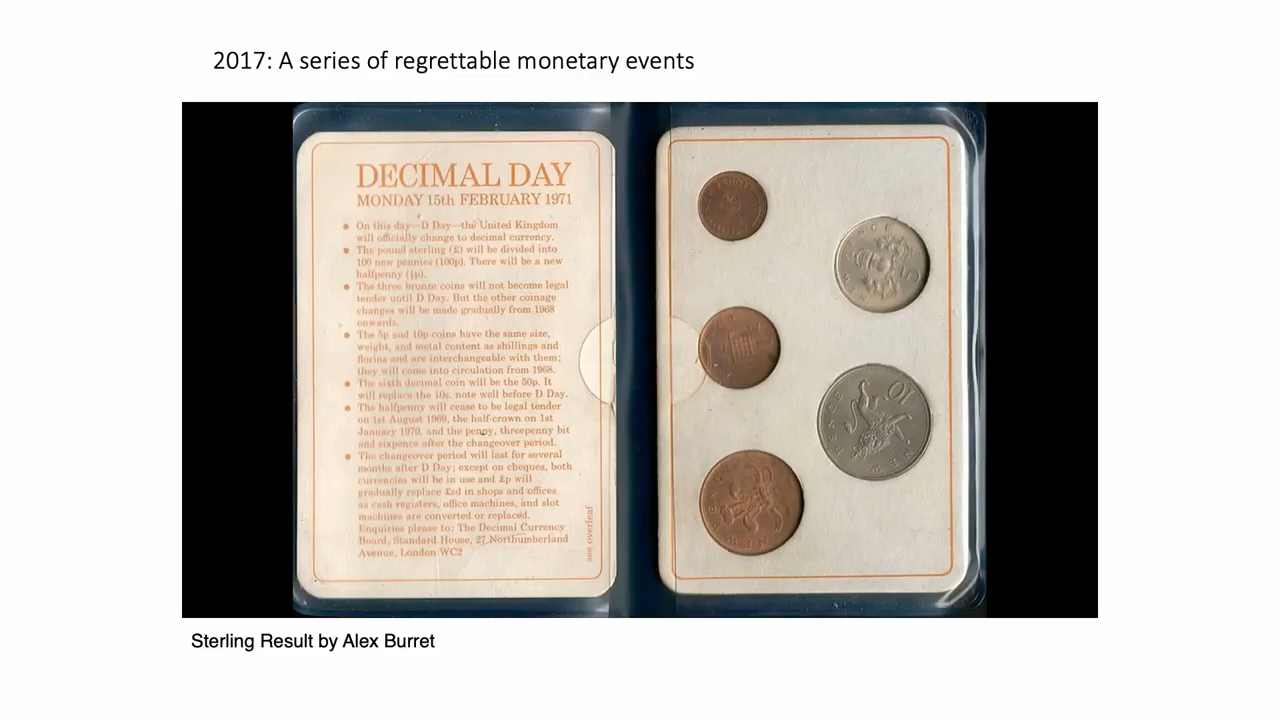 2017: A series of regrettable monetary events
DECIMAL DAY
MONDAY 15th FEBRUARY 1971
• On this day—D Day—the United Kingdom
will officially change to decimal currency.
• The pound sterling (£) will be divided into
100 new pennies (100p). There will be a new
halfpenny (½p).
• The three bronze coins will not become legal
tender until D Day. But the other coinage
changes will be made gradually from 1968
onwards.
• The 5p and 10p coins have the same size,
weight, and metal content as shillings and
florins and are interchangeable with them;
they will come into circulation from 1968.
• The sixth decimal coin will be the 50p. It
will replace the 10s. note well before D Day.
• The halfpenny will cease to be legal tender
on 1st August 1969, the half-crown on 1st
January 1970, and the penny, threepenny bit
and sixpence after the changeover period.
• The changeover period will last for several
months after D Day; except on cheques, both
currencies will be in use and £p will
gradually replace £sd in shops and offices
as cash registers, office machines, and slot
machines are converted or replaced.
Enquiries please to: The Decimal Currency
Board, Standard House, 27 Northumberland
Avenue, London WC2
see overleaf
5
NEW PENCE
10
NEW PENCE
Sterling Result by Alex Burret